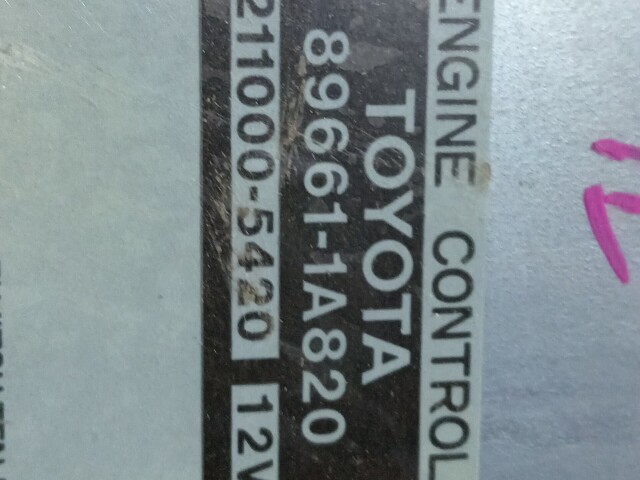 ENGINE CONTROL
TOYOTA
89661-1A820
211000-5420 12V